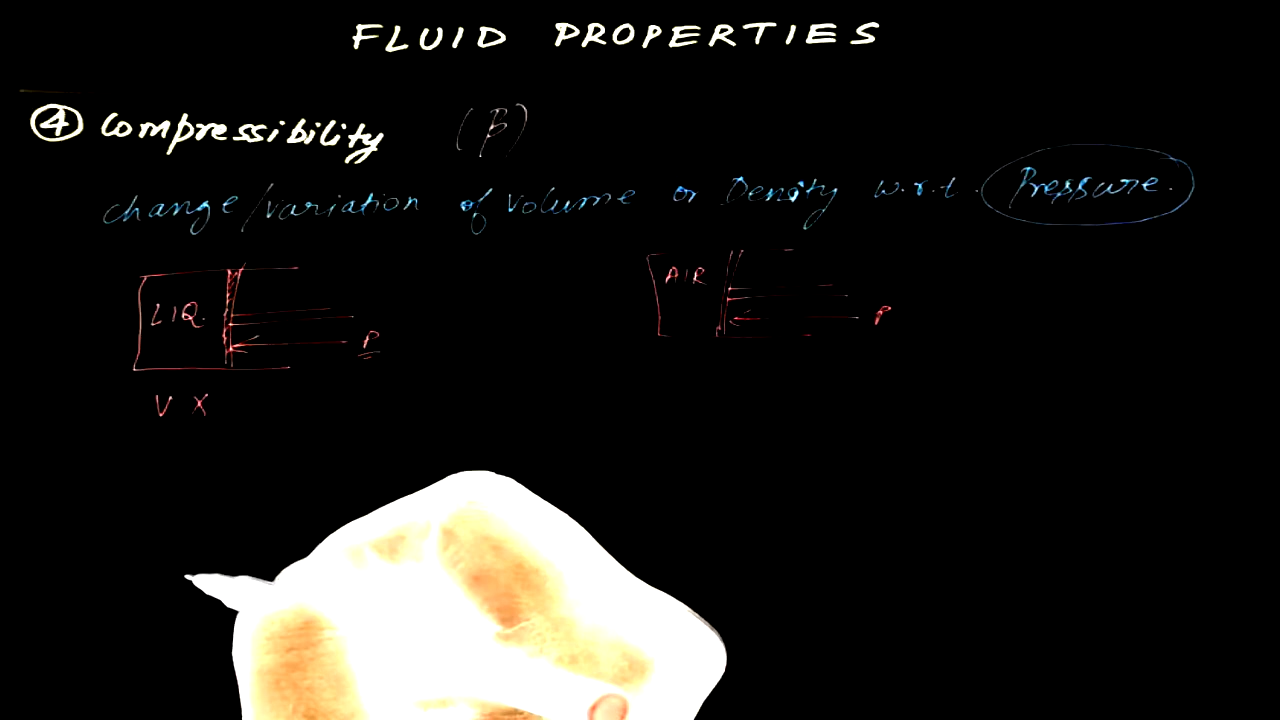 FLUID PROPERTIES
④ Compressibility (β)
change/variation of Volume or Density w.r.t. Pressure.
LIQ. P
AIR P
V X